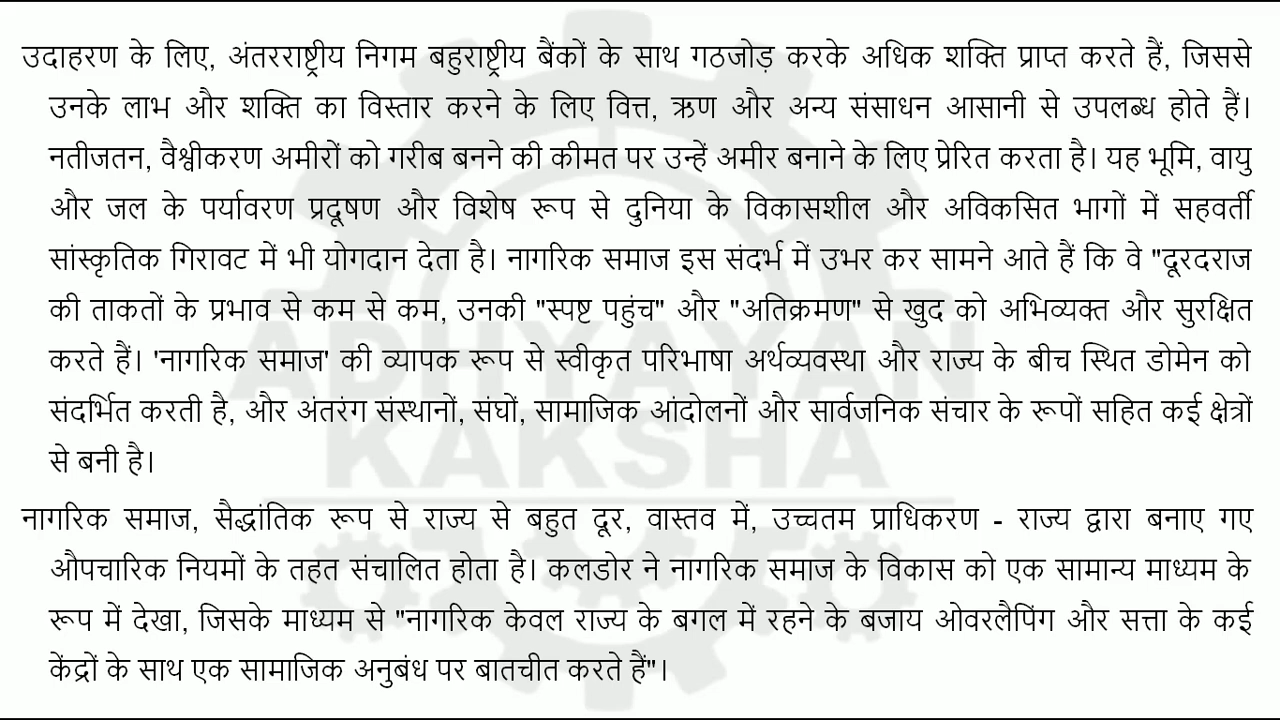 उदाहरण के लिए, अंतरराष्ट्रीय निगम बहुराष्ट्रीय बैंकों के साथ गठजोड़ करके अधिक शक्ति प्राप्त करते हैं, जिससे
उनके लाभ और शक्ति का विस्तार करने के लिए वित्त, ऋण और अन्य संसाधन आसानी से उपलब्ध होते हैं।
नतीजतन, वैश्वीकरण अमीरों को गरीब बनने की कीमत पर उन्हें अमीर बनाने के लिए प्रेरित करता है। यह भूमि, वायु
और जल के पर्यावरण प्रदूषण और विशेष रूप से दुनिया के विकासशील और अविकसित भागों में सहवर्ती
सांस्कृतिक गिरावट में भी योगदान देता है। नागरिक समाज इस संदर्भ में उभर कर सामने आते हैं कि वे "दूरदराज
की ताकतों के प्रभाव से कम से कम, उनकी "स्पष्ट पहुंच" और "अतिक्रमण" से खुद को अभिव्यक्त और सुरक्षित
करते हैं। 'नागरिक समाज' की व्यापक रूप से स्वीकृत परिभाषा अर्थव्यवस्था और राज्य के बीच स्थित डोमेन को
संदर्भित करती है, और अंतरंग संस्थानों, संघों, सामाजिक आंदोलनों और सार्वजनिक संचार के रूपों सहित कई क्षेत्रों
से बनी है।
नागरिक समाज, सैद्धांतिक रूप से राज्य से बहुत दूर, वास्तव में, उच्चतम प्राधिकरण - राज्य द्वारा बनाए गए
औपचारिक नियमों के तहत संचालित होता है। कलडोर ने नागरिक समाज के विकास को एक सामान्य माध्यम के
रूप में देखा, जिसके माध्यम से "नागरिक केवल राज्य के बगल में रहने के बजाय ओवरलैपिंग और सत्ता के कई
केंद्रों के साथ एक सामाजिक अनुबंध पर बातचीत करते हैं"।
ADHYAYAN
KAKSHA